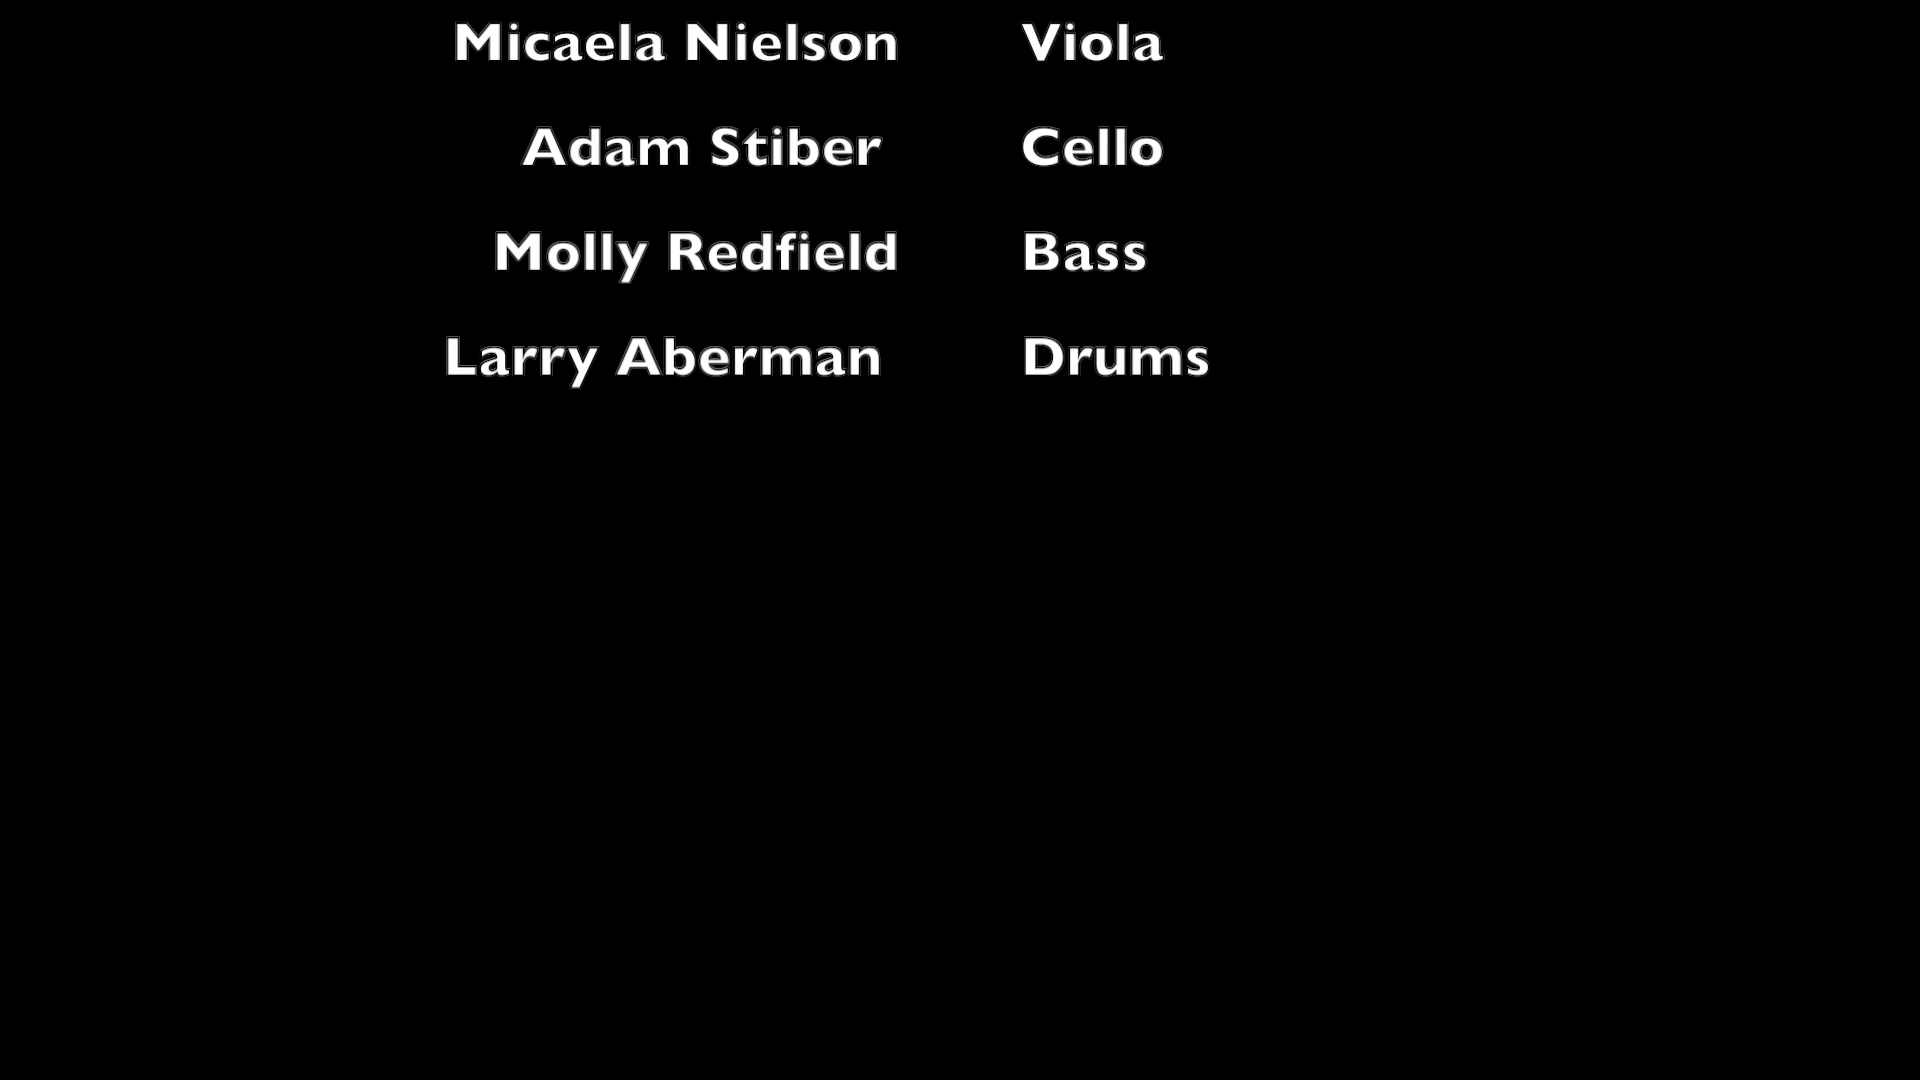 Micaela Nielson Viola
Adam Stiber Cello
Molly Redfield Bass
Larry Aberman Drums